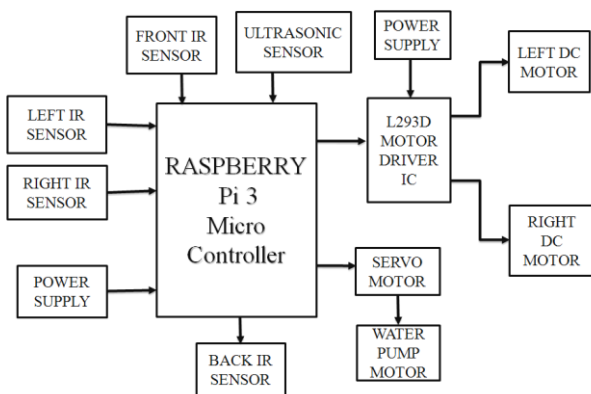 FRONT IR
SENSOR
ULTRASONIC
SENSOR
POWER
SUPPLY
LEFT DC
MOTOR
LEFT IR
SENSOR
RIGHT IR
SENSOR
POWER
SUPPLY
RASPBERRY
Pi 3
Micro
Controller
L293D
MOTOR
DRIVER
IC
RIGHT
DC
MOTOR
SERVO
MOTOR
WATER
PUMP
MOTOR
BACK IR
SENSOR